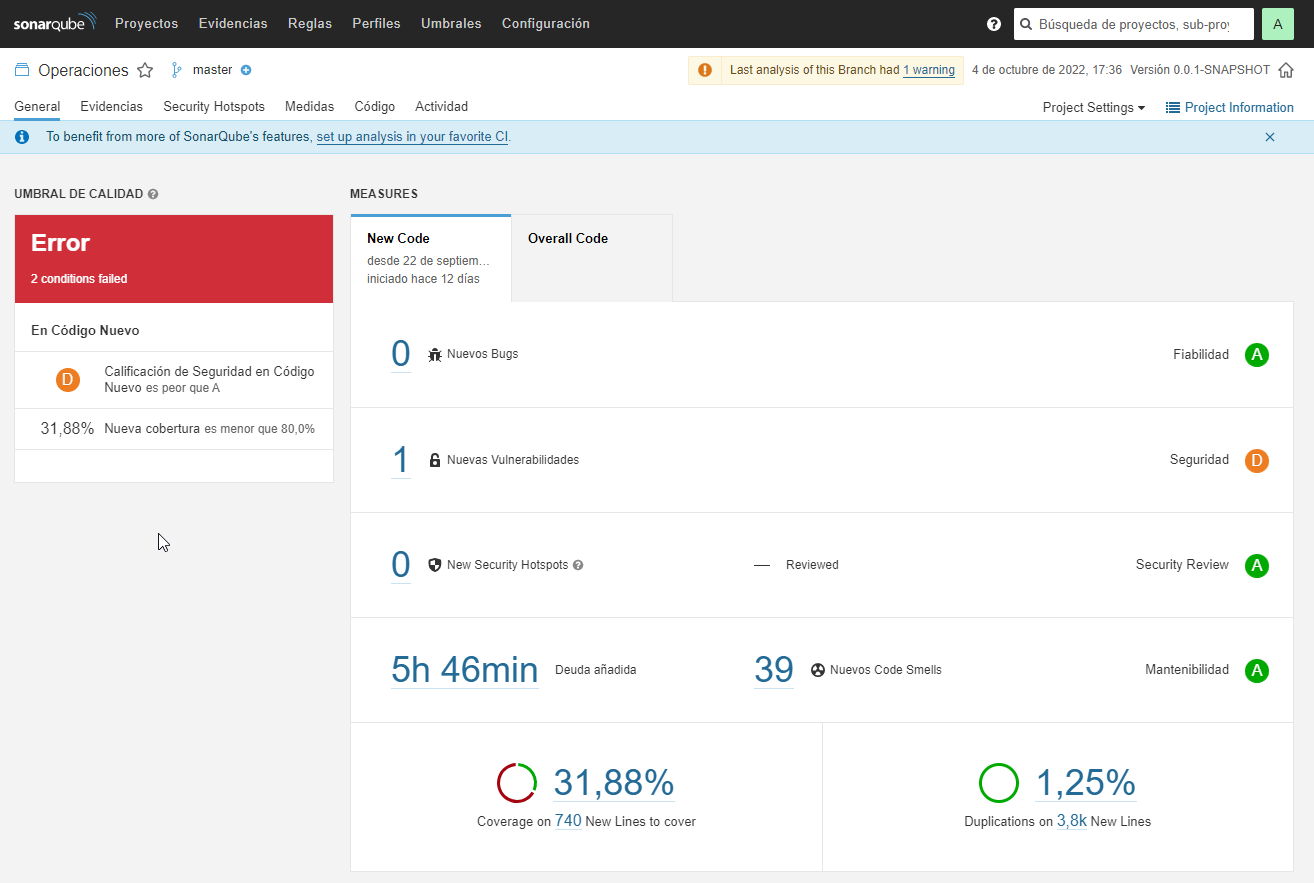 sonarqube Proyectos Evidencias Reglas Perfiles Umbrales Configuración ? Búsqueda de proyectos, sub-proy A
Operaciones master Last analysis of this Branch had 1 warning 4 de octubre de 2022, 17:36 Versión 0.0.1-SNAPSHOT
General Evidencias Security Hotspots Medidas Código Actividad Project Settings Project Information
To benefit from more of SonarQube's features, set up analysis in your favorite CI.
UMBRAL DE CALIDAD ?
Error
2 conditions failed
En Código Nuevo
D Calificación de Seguridad en Código
Nuevo es peor que A
31,88% Nueva cobertura es menor que 80,0%
MEASURES
New Code
desde 22 de septiem…
iniciado hace 12 días
Overall Code
0 Nuevos Bugs Fiabilidad A
1 Nuevas Vulnerabilidades Seguridad D
0 New Security Hotspots ? — Reviewed Security Review A
5h 46min Deuda añadida 39 Nuevos Code Smells Mantenibilidad A
31,88%
Coverage on 740 New Lines to cover
1,25%
Duplications on 3,8k New Lines